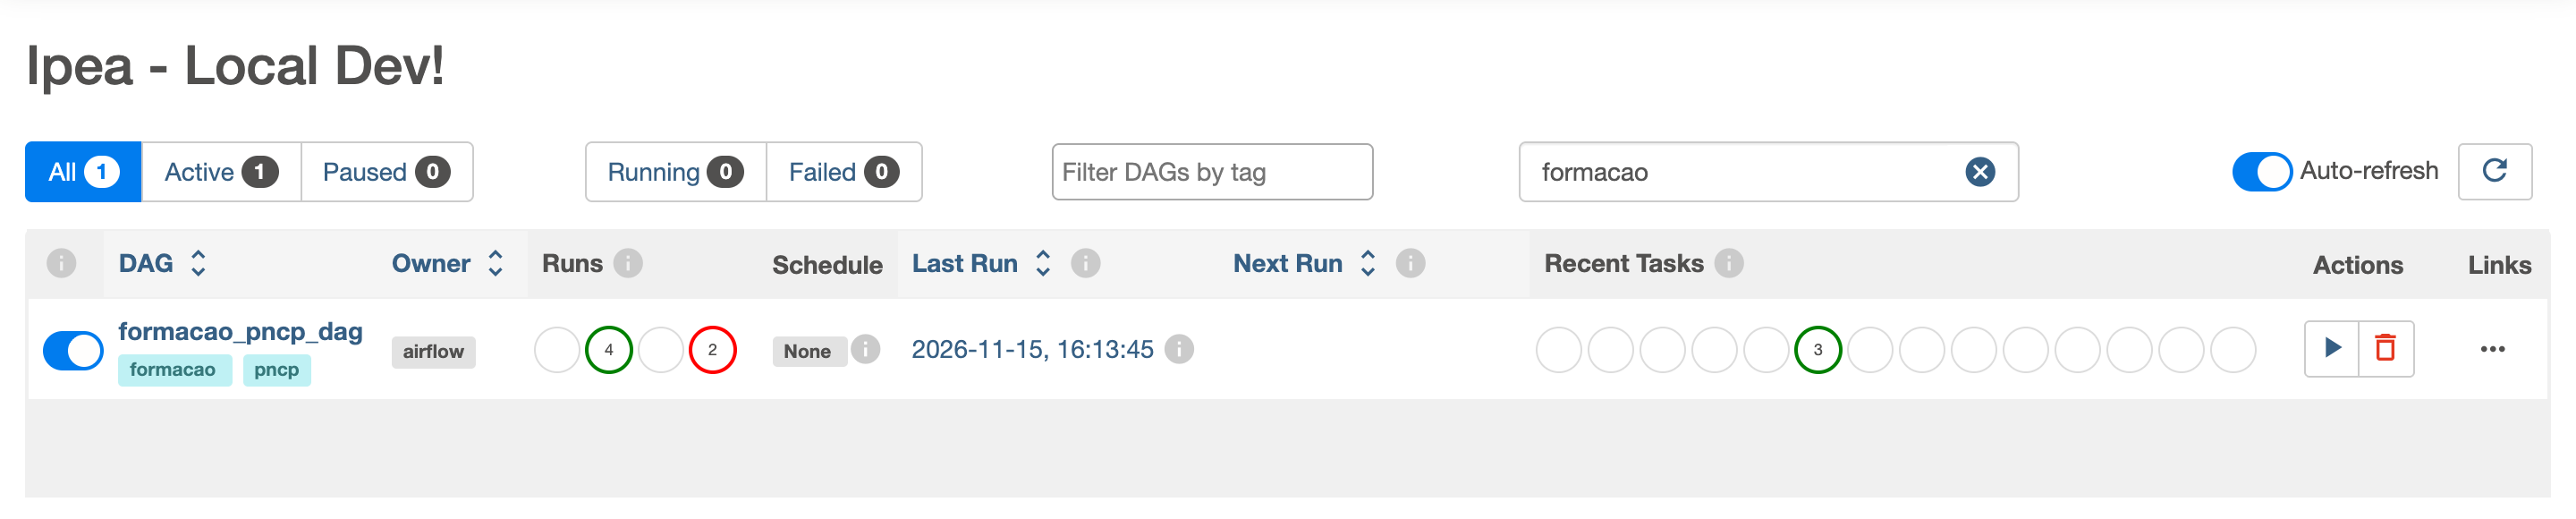 Ipea - Local Dev!
All 1 Active 1 Paused 0 Running 0 Failed 0 Filter DAGs by tag formacao Auto-refresh
i DAG Owner Runs i Schedule Last Run i Next Run i Recent Tasks i Actions Links
formacao_pncp_dag airflow 4 2 None i 2026-11-15, 16:13:45 i 3
formacao pncp